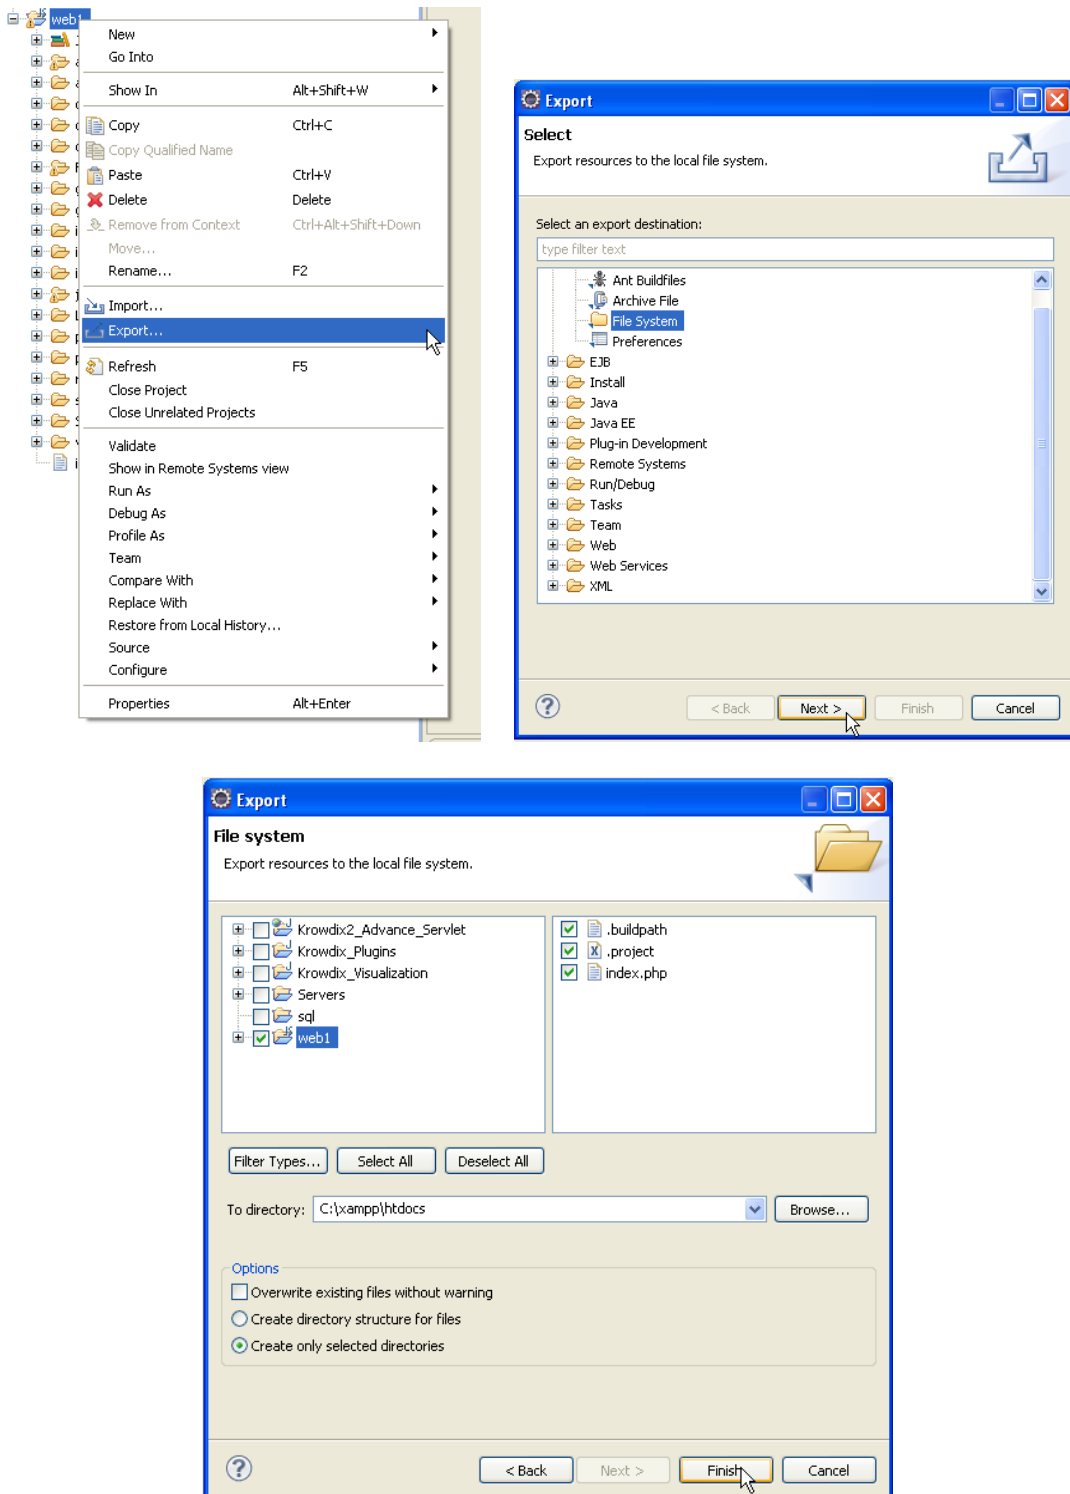 web1
New
Go Into
Show In Alt+Shift+W
Copy Ctrl+C
Copy Qualified Name
Paste Ctrl+V
Delete Delete
Remove from Context Ctrl+Alt+Shift+Down
Move...
Rename... F2
Import...
Export...
Refresh F5
Close Project
Close Unrelated Projects
Validate
Show in Remote Systems view
Run As
Debug As
Profile As
Team
Compare With
Replace With
Restore from Local History...
Source
Configure
Properties Alt+Enter
Export
Select
Export resources to the local file system.
Select an export destination:
type filter text
Ant Buildfiles
Archive File
File System
Preferences
EJB
Install
Java
Java EE
Plug-in Development
Remote Systems
Run/Debug
Tasks
Team
Web
Web Services
XML
< Back Next > Finish Cancel
Export
File system
Export resources to the local file system.
Krowdix2_Advance_Servlet
Krowdix_Plugins
Krowdix_Visualization
Servers
sql
web1
.buildpath
.project
index.php
Filter Types... Select All Deselect All
To directory: C:\xampp\htdocs Browse...
Options
Overwrite existing files without warning
Create directory structure for files
Create only selected directories
< Back Next > Finish Cancel